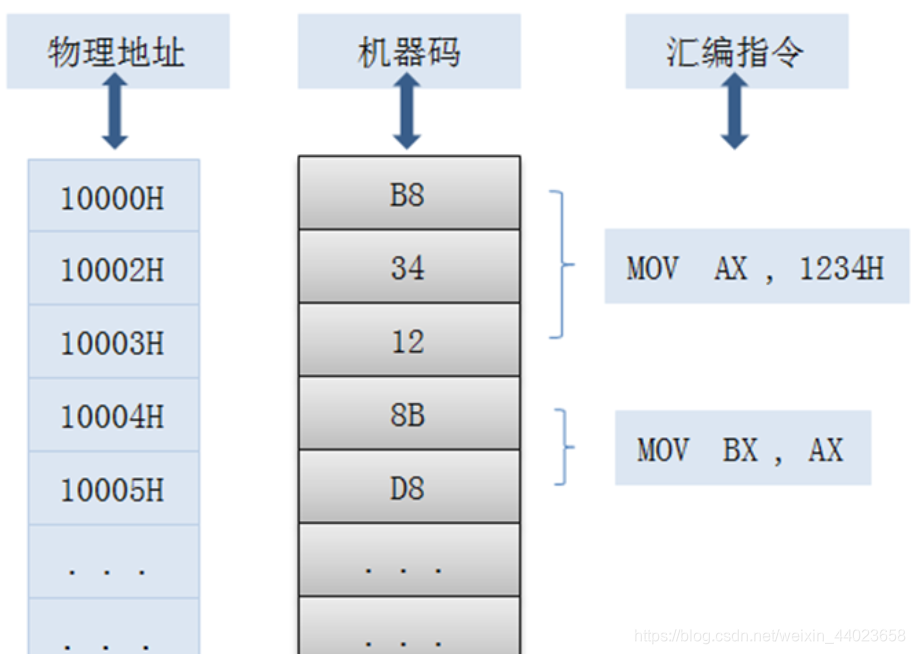 物理地址 机器码 汇编指令
10000H B8
10002H 34 MOV AX , 1234H
10003H 12
10004H 8B
MOV BX , AX
10005H D8
. . . . . .
. . . . . .
https://blog.csdn.net/weixin_44023658